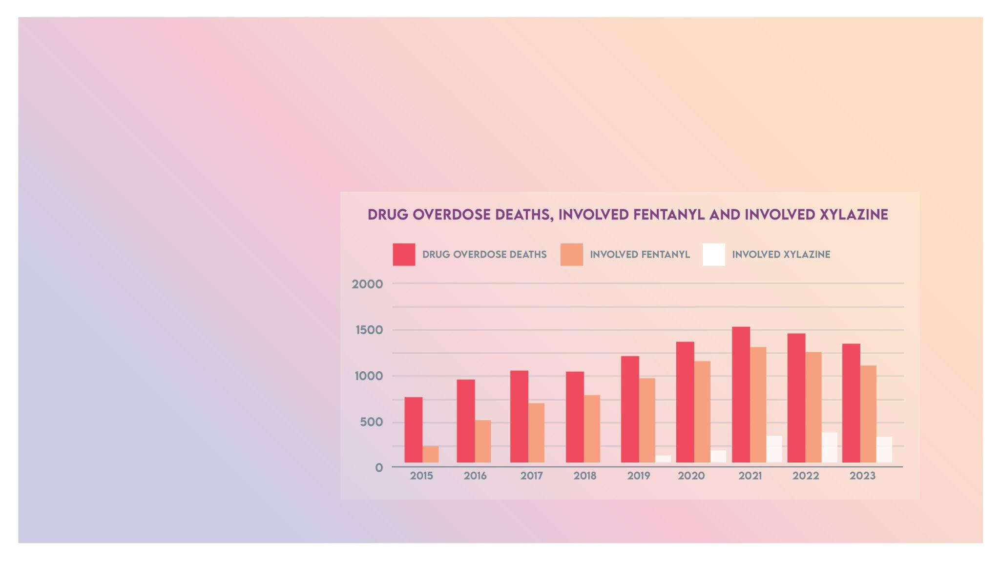 DRUG OVERDOSE DEATHS, INVOLVED FENTANYL AND INVOLVED XYLAZINE
DRUG OVERDOSE DEATHS INVOLVED FENTANYL INVOLVED XYLAZINE
2000
1500
1000
500
0
2015 2016 2017 2018 2019 2020 2021 2022 2023